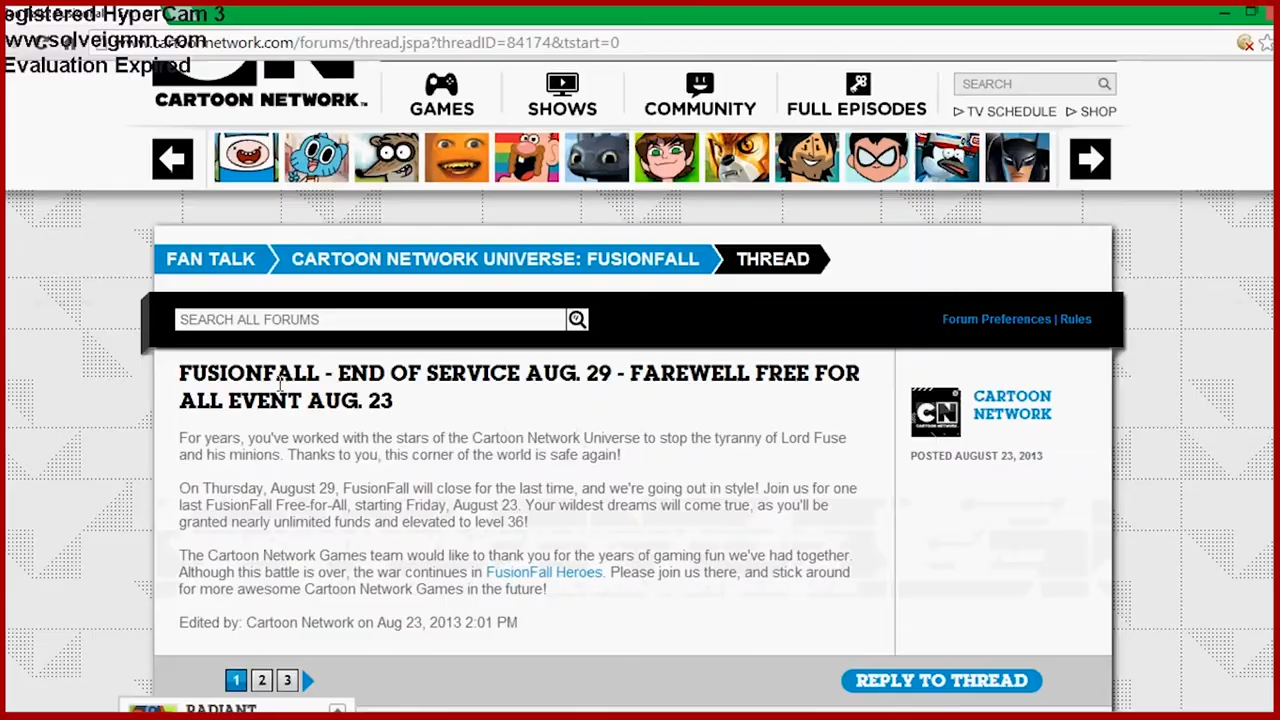 egistered HyperCam 3
www.solveigmm.com
Evaluation Expired
www.cartoonnetwork.com/forums/thread.jspa?threadID=84174&tstart=0
CN
CARTOON NETWORK™
GAMES
SHOWS
COMMUNITY
FULL EPISODES
SEARCH
TV SCHEDULE SHOP
FAN TALK
CARTOON NETWORK UNIVERSE: FUSIONFALL
THREAD
SEARCH ALL FORUMS
Forum Preferences | Rules
FUSIONFALL - END OF SERVICE AUG. 29 - FAREWELL FREE FOR
ALL EVENT AUG. 23
For years, you've worked with the stars of the Cartoon Network Universe to stop the tyranny of Lord Fuse
and his minions. Thanks to you, this corner of the world is safe again!
On Thursday, August 29, FusionFall will close for the last time, and we're going out in style! Join us for one
last FusionFall Free-for-All, starting Friday, August 23. Your wildest dreams will come true, as you'll be
granted nearly unlimited funds and elevated to level 36!
The Cartoon Network Games team would like to thank you for the years of gaming fun we've had together.
Although this battle is over, the war continues in FusionFall Heroes. Please join us there, and stick around
for more awesome Cartoon Network Games in the future!
Edited by: Cartoon Network on Aug 23, 2013 2:01 PM
CN
CARTOON
NETWORK
POSTED AUGUST 23, 2013
1 2 3
REPLY TO THREAD
RADIANT